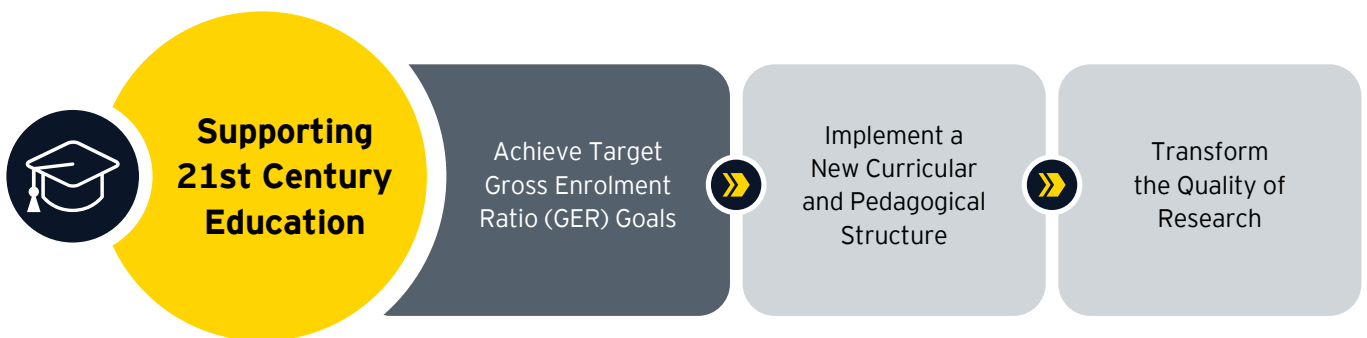 Supporting
21st Century
Education
Achieve Target
Gross Enrolment
Ratio (GER) Goals
Implement a
New Curricular
and Pedagogical
Structure
Transform
the Quality of
Research